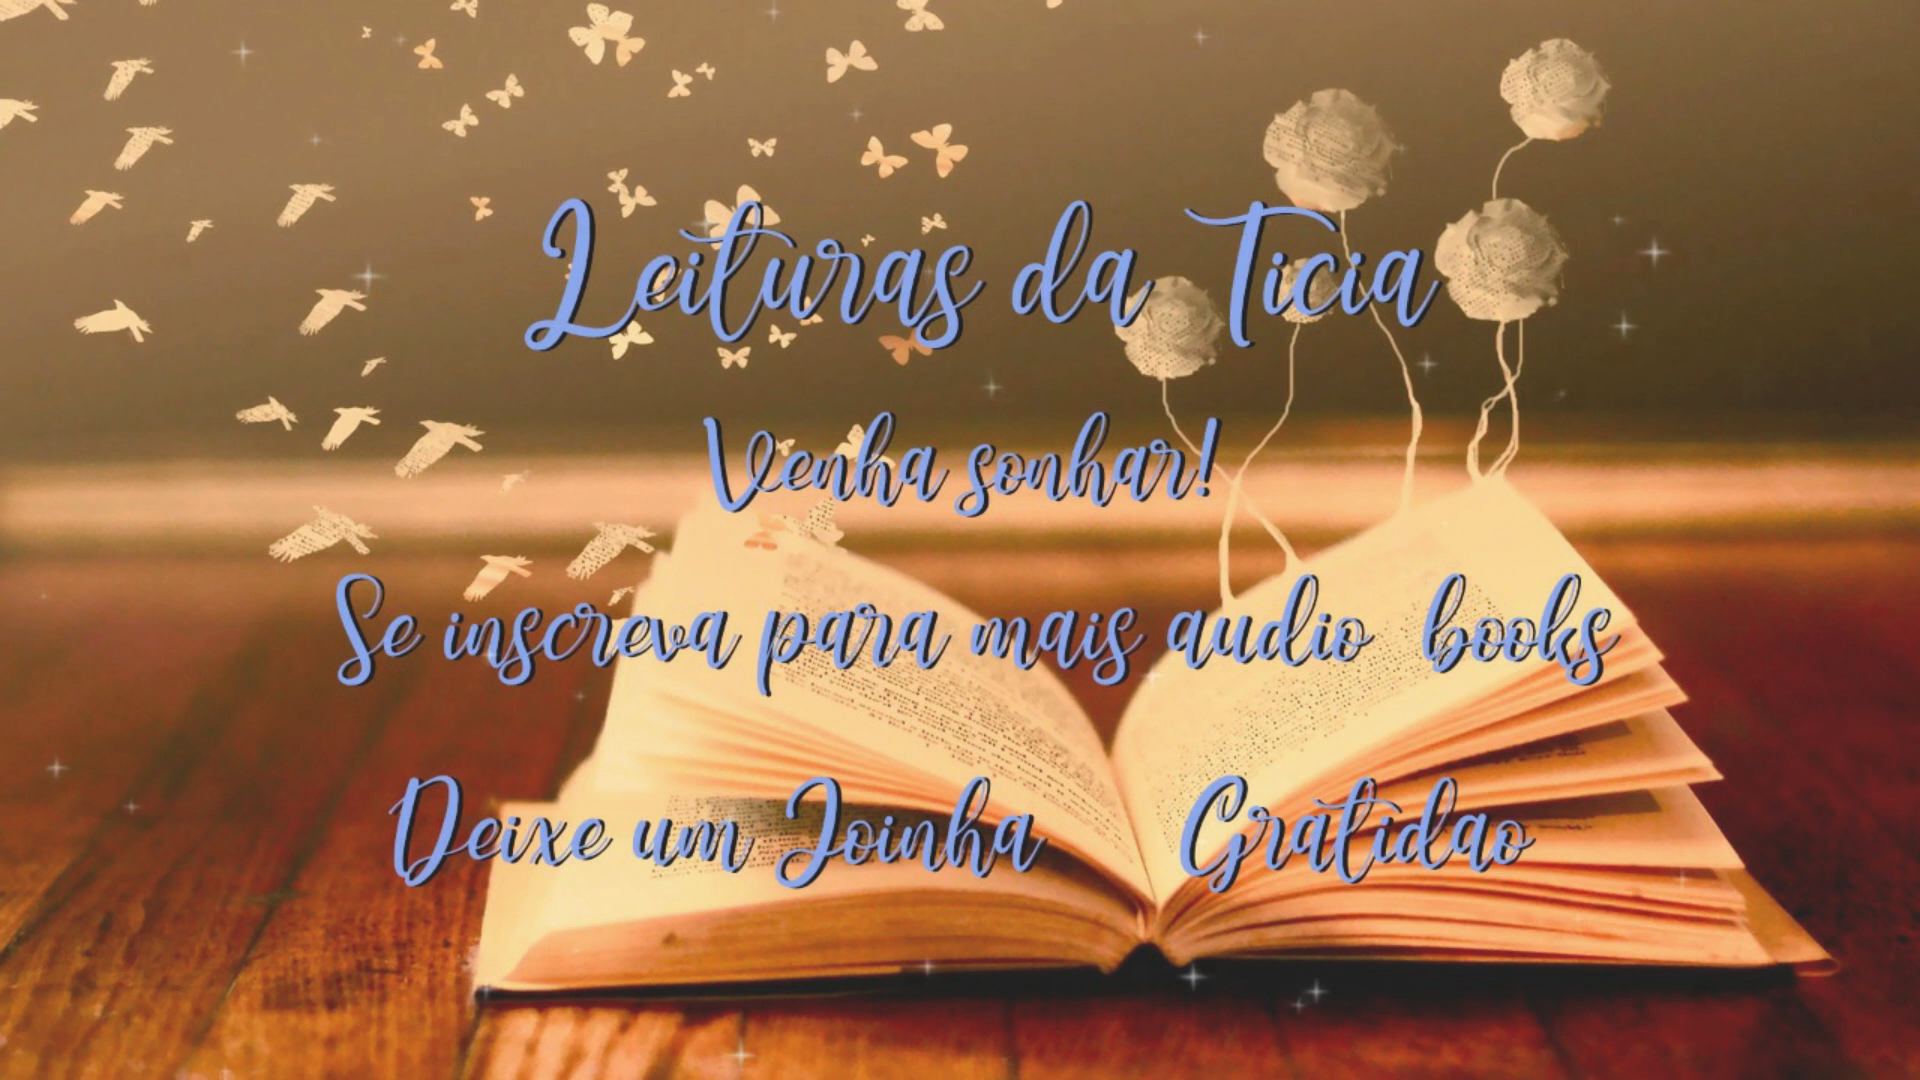 Leituras da Ticia
Venha sonhar!
Se inscreva para mais audio books
Deixe um Joinha Gratidao